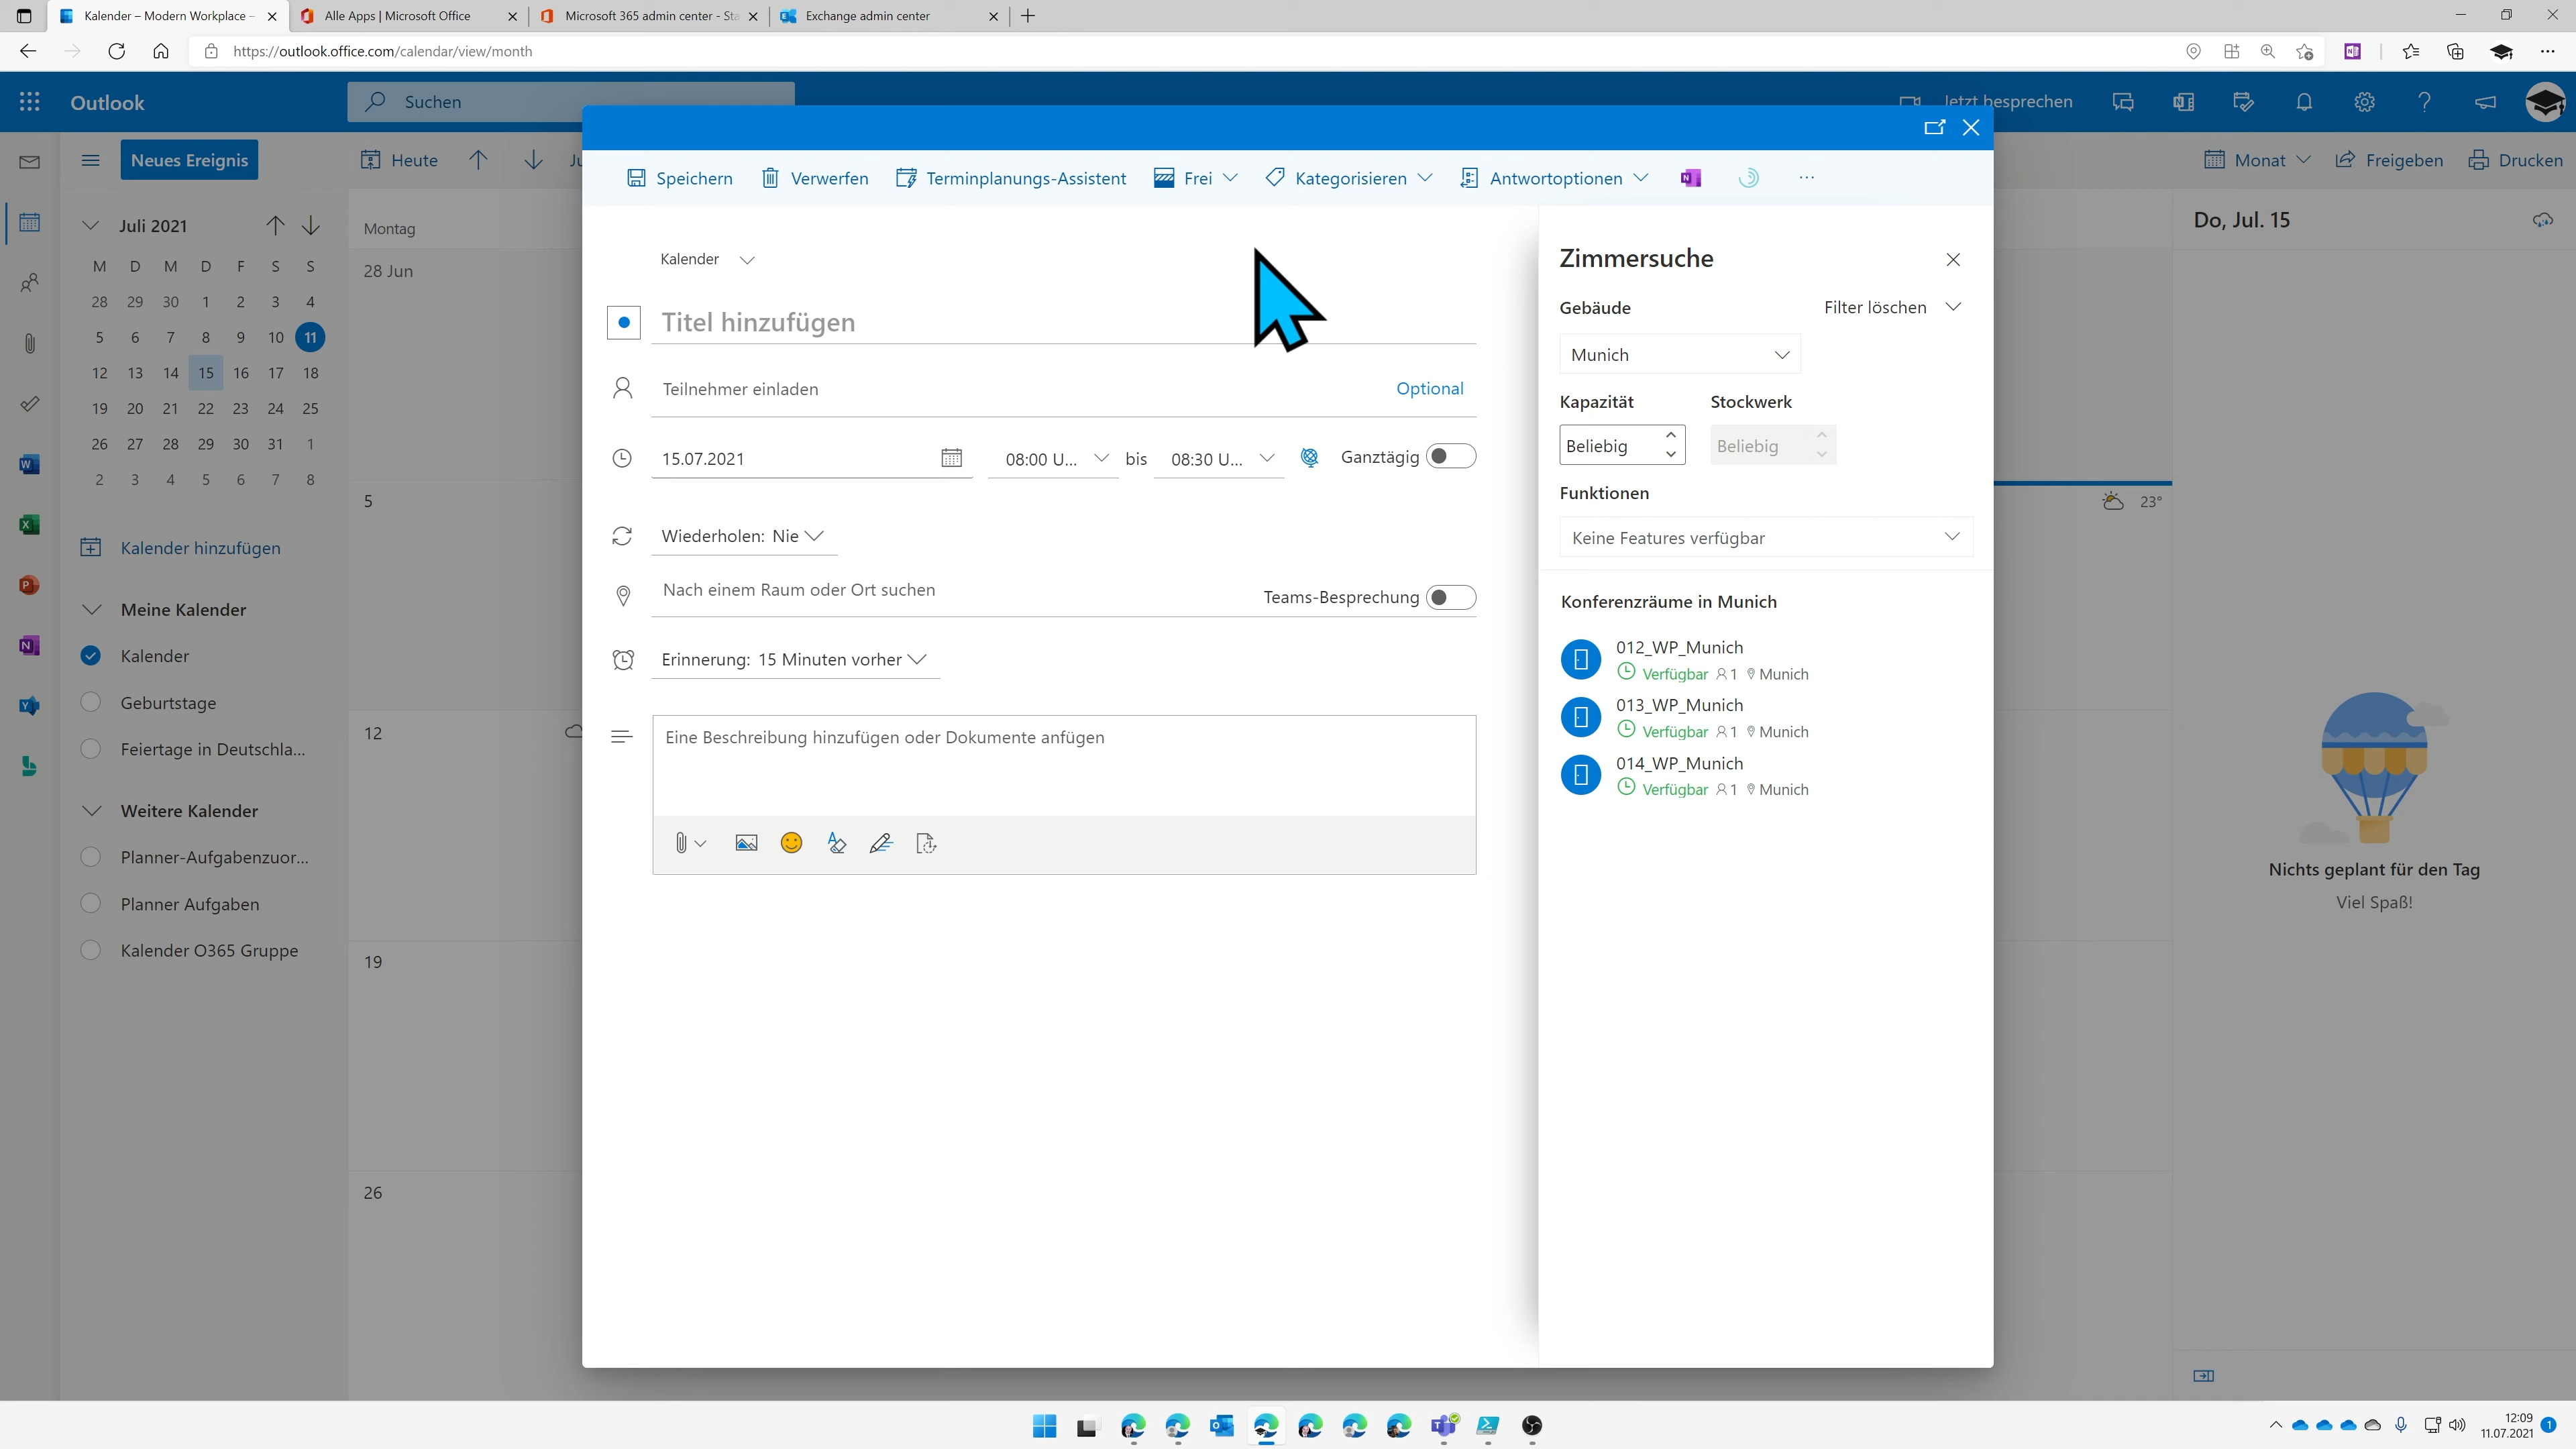 Kalender – Modern Workplace –
Alle Apps | Microsoft Office
Microsoft 365 admin center - Sta
Exchange admin center
https://outlook.office.com/calendar/view/month
Outlook
Suchen
Jetzt besprechen
Neues Ereignis
Heute
Ju
Monat
Freigeben
Drucken
Speichern
Verwerfen
Terminplanungs-Assistent
Frei
Kategorisieren
Antwortoptionen
Juli 2021
M D M D F S S
28 29 30 1 2 3 4
5 6 7 8 9 10 11
12 13 14 15 16 17 18
19 20 21 22 23 24 25
26 27 28 29 30 31 1
2 3 4 5 6 7 8
Kalender hinzufügen
Meine Kalender
Kalender
Geburtstage
Feiertage in Deutschla...
Weitere Kalender
Planner-Aufgabenzuor...
Planner Aufgaben
Kalender O365 Gruppe
Montag
28 Jun
5
12
19
26
Kalender
Titel hinzufügen
Teilnehmer einladen
Optional
15.07.2021
08:00 U...
bis
08:30 U...
Ganztägig
Wiederholen: Nie
Nach einem Raum oder Ort suchen
Teams-Besprechung
Erinnerung: 15 Minuten vorher
Eine Beschreibung hinzufügen oder Dokumente anfügen
Zimmersuche
Gebäude
Filter löschen
Munich
Kapazität
Stockwerk
Beliebig
Beliebig
Funktionen
Keine Features verfügbar
Konferenzräume in Munich
012_WP_Munich
Verfügbar 1 Munich
013_WP_Munich
Verfügbar 1 Munich
014_WP_Munich
Verfügbar 1 Munich
23°
Do, Jul. 15
Nichts geplant für den Tag
Viel Spaß!
12:09
11.07.2021
1